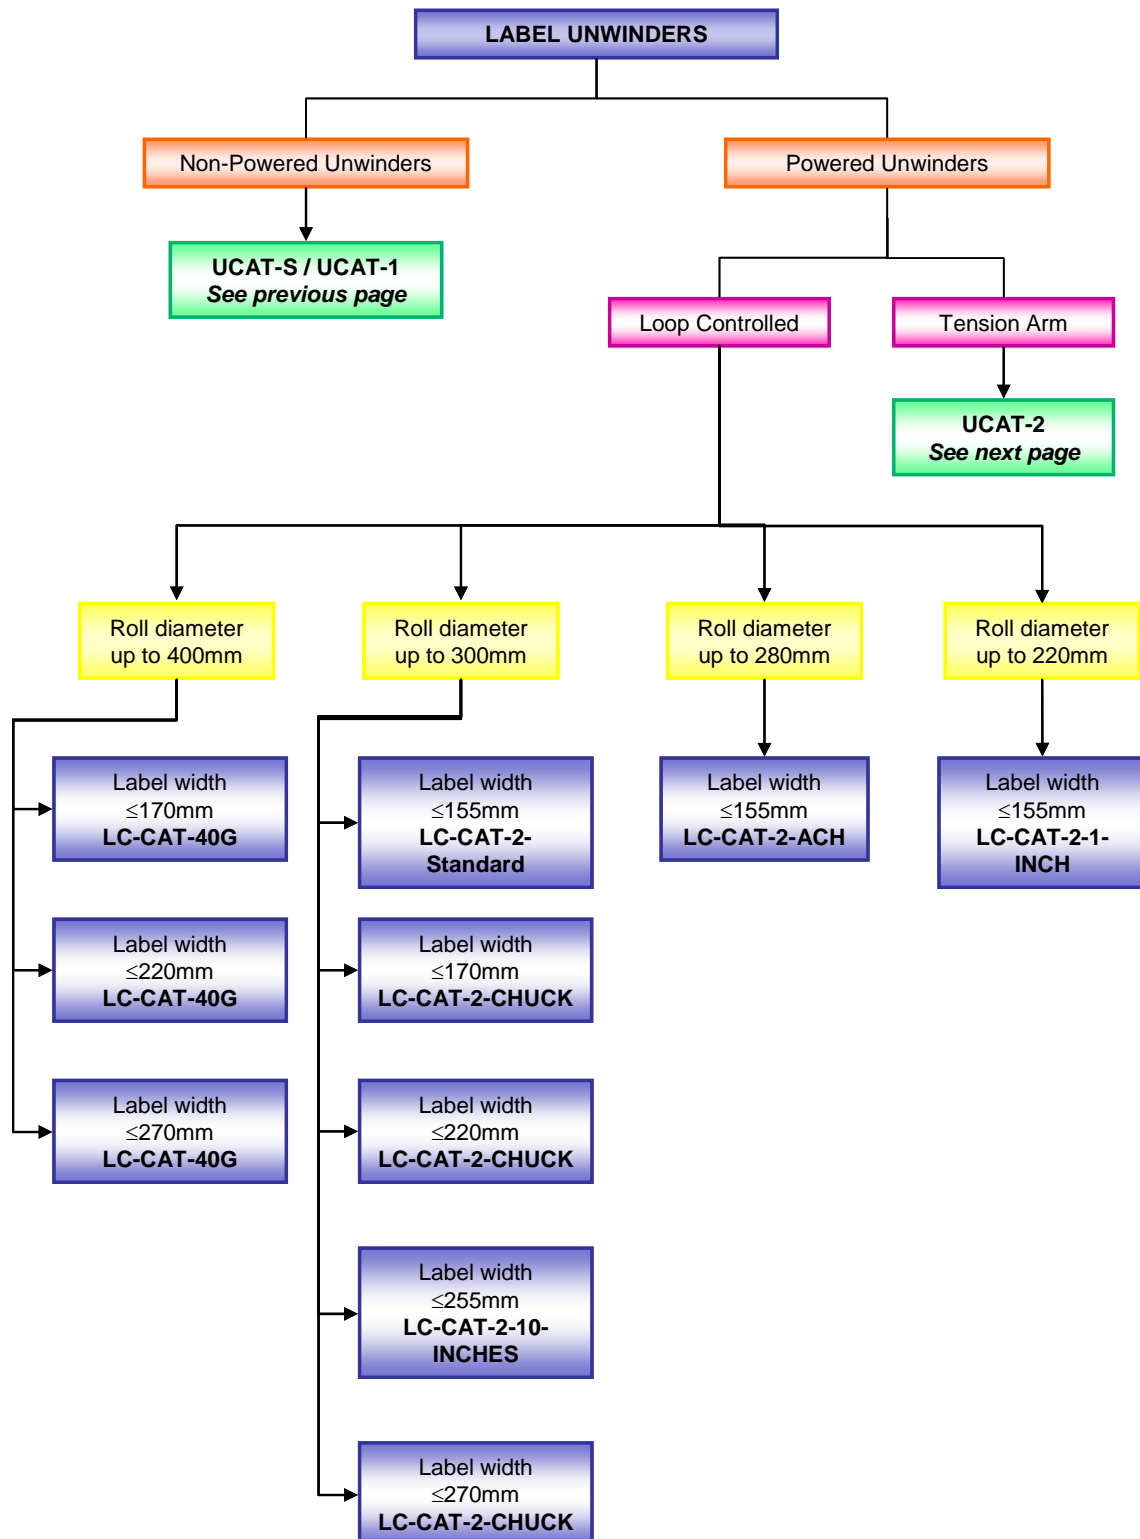 LABEL UNWINDERS
Non-Powered Unwinders
Powered Unwinders
UCAT-S / UCAT-1
See previous page
Loop Controlled
Tension Arm
UCAT-2
See next page
Roll diameter
up to 400mm
Roll diameter
up to 300mm
Roll diameter
up to 280mm
Roll diameter
up to 220mm
Label width
≤170mm
LC-CAT-40G
Label width
≤155mm
LC-CAT-2-
Standard
Label width
≤155mm
LC-CAT-2-ACH
Label width
≤155mm
LC-CAT-2-1-
INCH
Label width
≤220mm
LC-CAT-40G
Label width
≤170mm
LC-CAT-2-CHUCK
Label width
≤270mm
LC-CAT-40G
Label width
≤220mm
LC-CAT-2-CHUCK
Label width
≤255mm
LC-CAT-2-10-
INCHES
Label width
≤270mm
LC-CAT-2-CHUCK